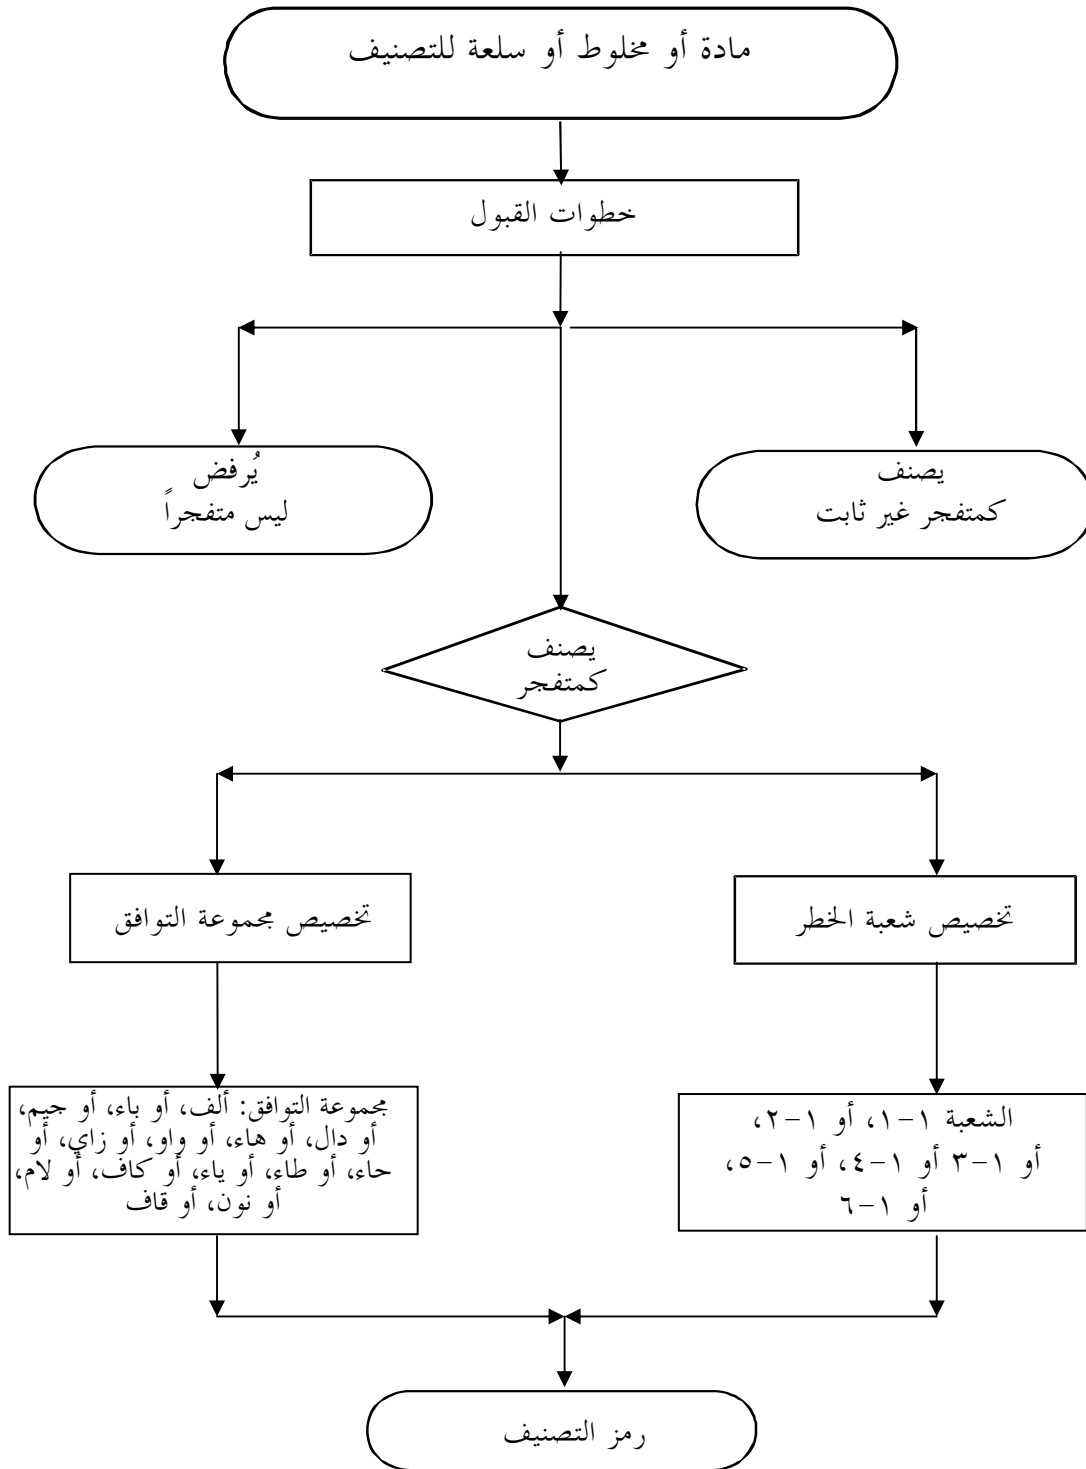 مادة أو مخلوط أو سلعة للتصنيف
خطوات القبول
يصنف
كمتفجر غير ثابت
يُرفض
ليس متفجراً
يصنف
كمتفجر
تخصيص شعبة الخطر
تخصيص مجموعة التوافق
الشعبة ١-١، أو ١-٢،
أو ١-٣ أو ١-٤، أو ١-٥،
أو ١-٦
مجموعة التوافق: ألف، أو باء، أو جيم،
أو دال، أو هاء، أو واو، أو زاي، أو
حاء، أو طاء، أو ياء، أو كاف، أو لام،
أو نون، أو قاف
رمز التصنيف